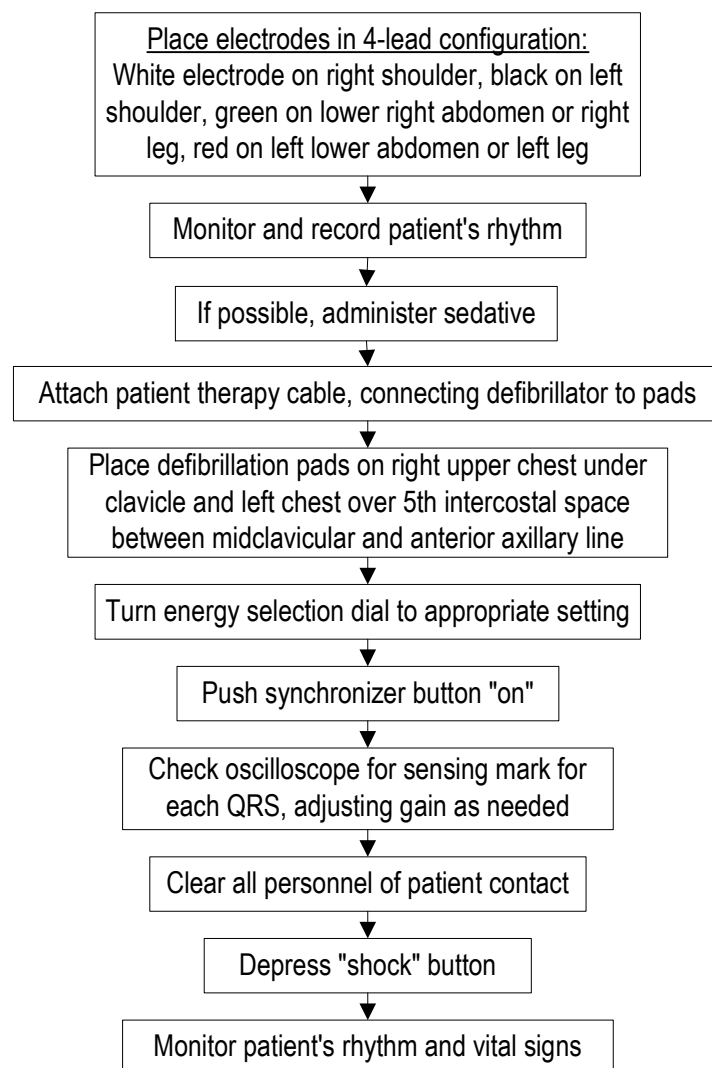 Place electrodes in 4-lead configuration:
White electrode on right shoulder, black on left
shoulder, green on lower right abdomen or right
leg, red on left lower abdomen or left leg
Monitor and record patient's rhythm
If possible, administer sedative
Attach patient therapy cable, connecting defibrillator to pads
Place defibrillation pads on right upper chest under
clavicle and left chest over 5th intercostal space
between midclavicular and anterior axillary line
Turn energy selection dial to appropriate setting
Push synchronizer button "on"
Check oscilloscope for sensing mark for
each QRS, adjusting gain as needed
Clear all personnel of patient contact
Depress "shock" button
Monitor patient's rhythm and vital signs